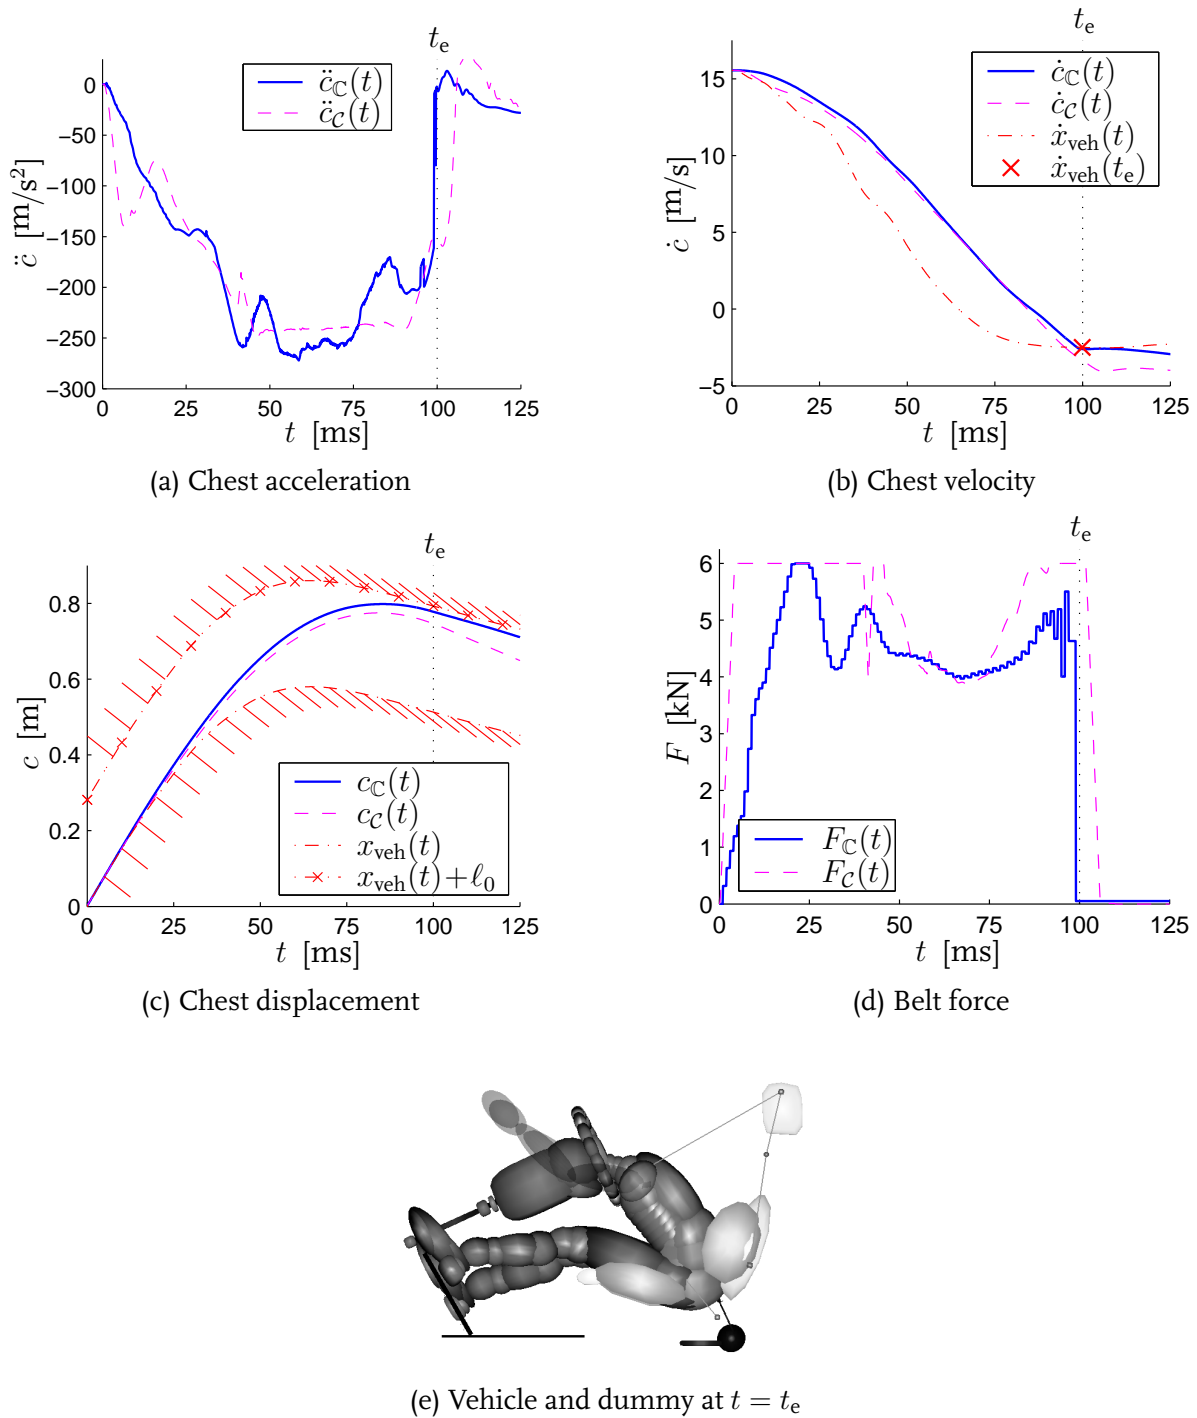 t_e
0
−50
−100
−150
−200
−250
−300
c̈ [m/s²]
c̈_ℂ(t)
c̈_𝒞(t)
0 25 50 75 100 125
t [ms]
(a) Chest acceleration
t_e
15
10
5
0
−5
ċ [m/s]
ċ_ℂ(t)
ċ_𝒞(t)
ẋ_veh(t)
ẋ_veh(t_e)
0 25 50 75 100 125
t [ms]
(b) Chest velocity
t_e
0.8
0.6
0.4
0.2
0
c [m]
c_ℂ(t)
c_𝒞(t)
x_veh(t)
x_veh(t)+ℓ₀
0 25 50 75 100 125
t [ms]
(c) Chest displacement
t_e
6
5
4
3
2
1
0
F [kN]
F_ℂ(t)
F_𝒞(t)
0 25 50 75 100 125
t [ms]
(d) Belt force
(e) Vehicle and dummy at t = t_e